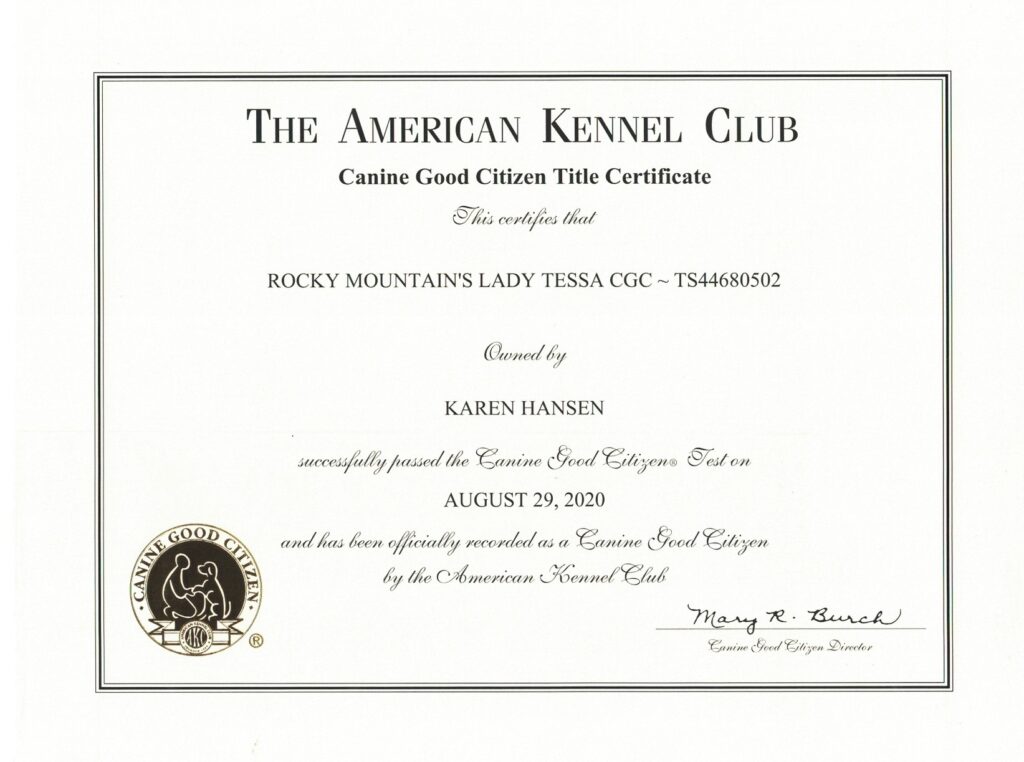 THE AMERICAN KENNEL CLUB
Canine Good Citizen Title Certificate
This certifies that
ROCKY MOUNTAIN'S LADY TESSA CGC ~ TS44680502
Owned by
KAREN HANSEN
successfully passed the Canine Good Citizen® Test on
AUGUST 29, 2020
and has been officially recorded as a Canine Good Citizen
by the American Kennel Club
· CANINE GOOD CITIZEN ·
AKC
®
Mary R. Burch
Canine Good Citizen Director